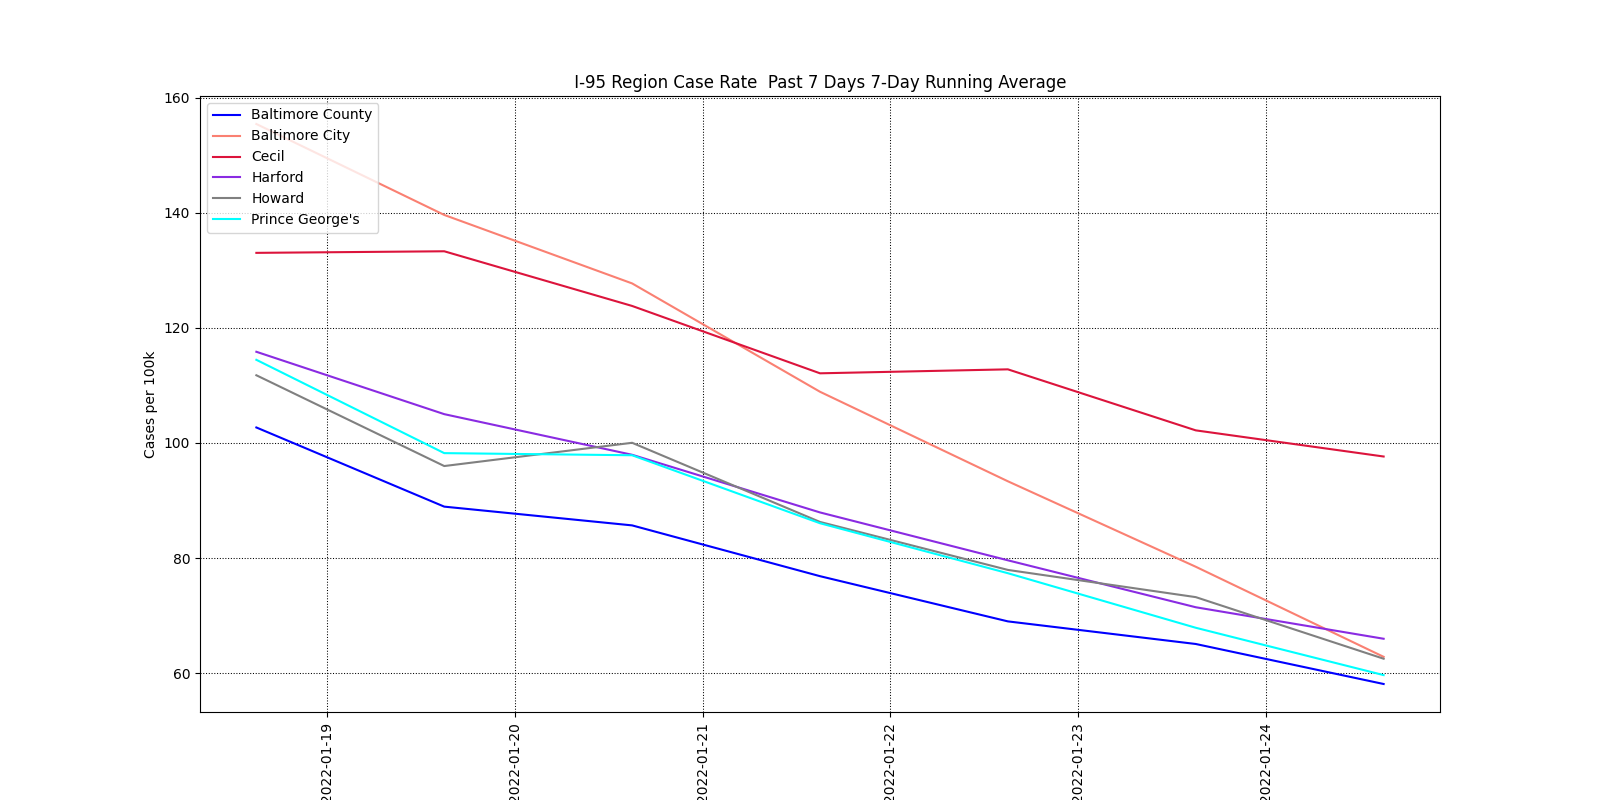 I-95 Region Case Rate  Past 7 Days 7-Day Running Average
160
140
120
100
80
60
Cases per 100k
Baltimore County
Baltimore City
Cecil
Harford
Howard
Prince George's
2022-01-19
2022-01-20
2022-01-21
2022-01-22
2022-01-23
2022-01-24